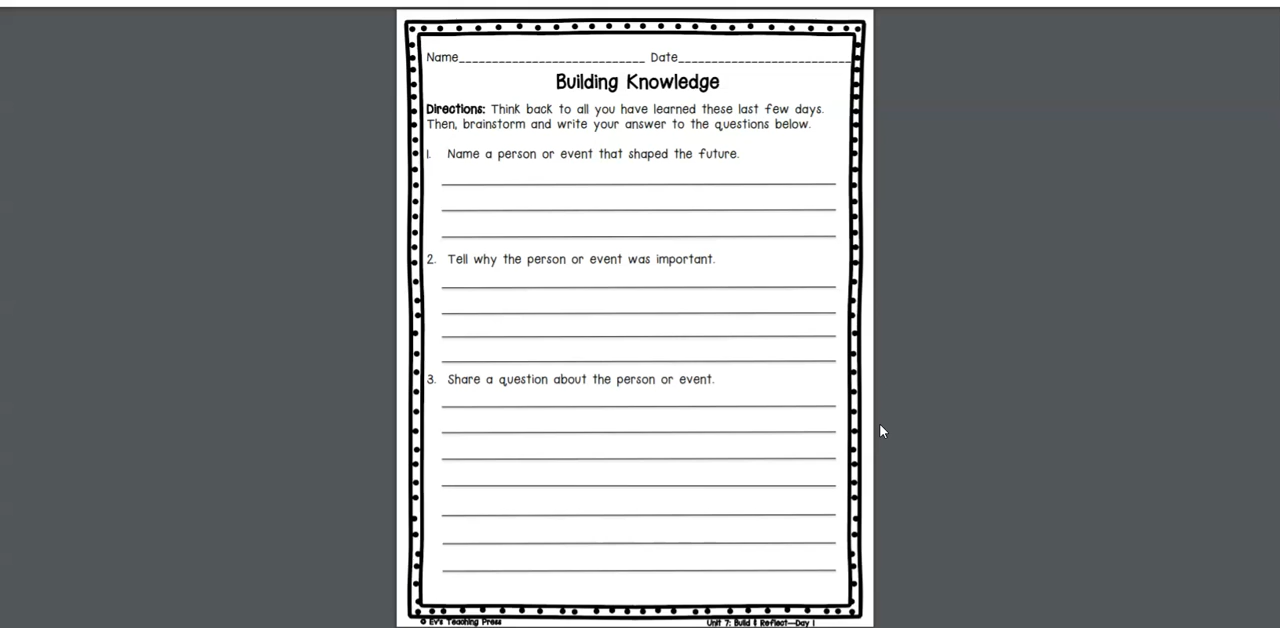 Name____________________________ Date__________________________
Building Knowledge
Directions: Think back to all you have learned these last few days.
Then, brainstorm and write your answer to the questions below.
1. Name a person or event that shaped the future.
2. Tell why the person or event was important.
3. Share a question about the person or event.
© Ev's Teaching Press Unit 7: Build & Reflect—Day 1